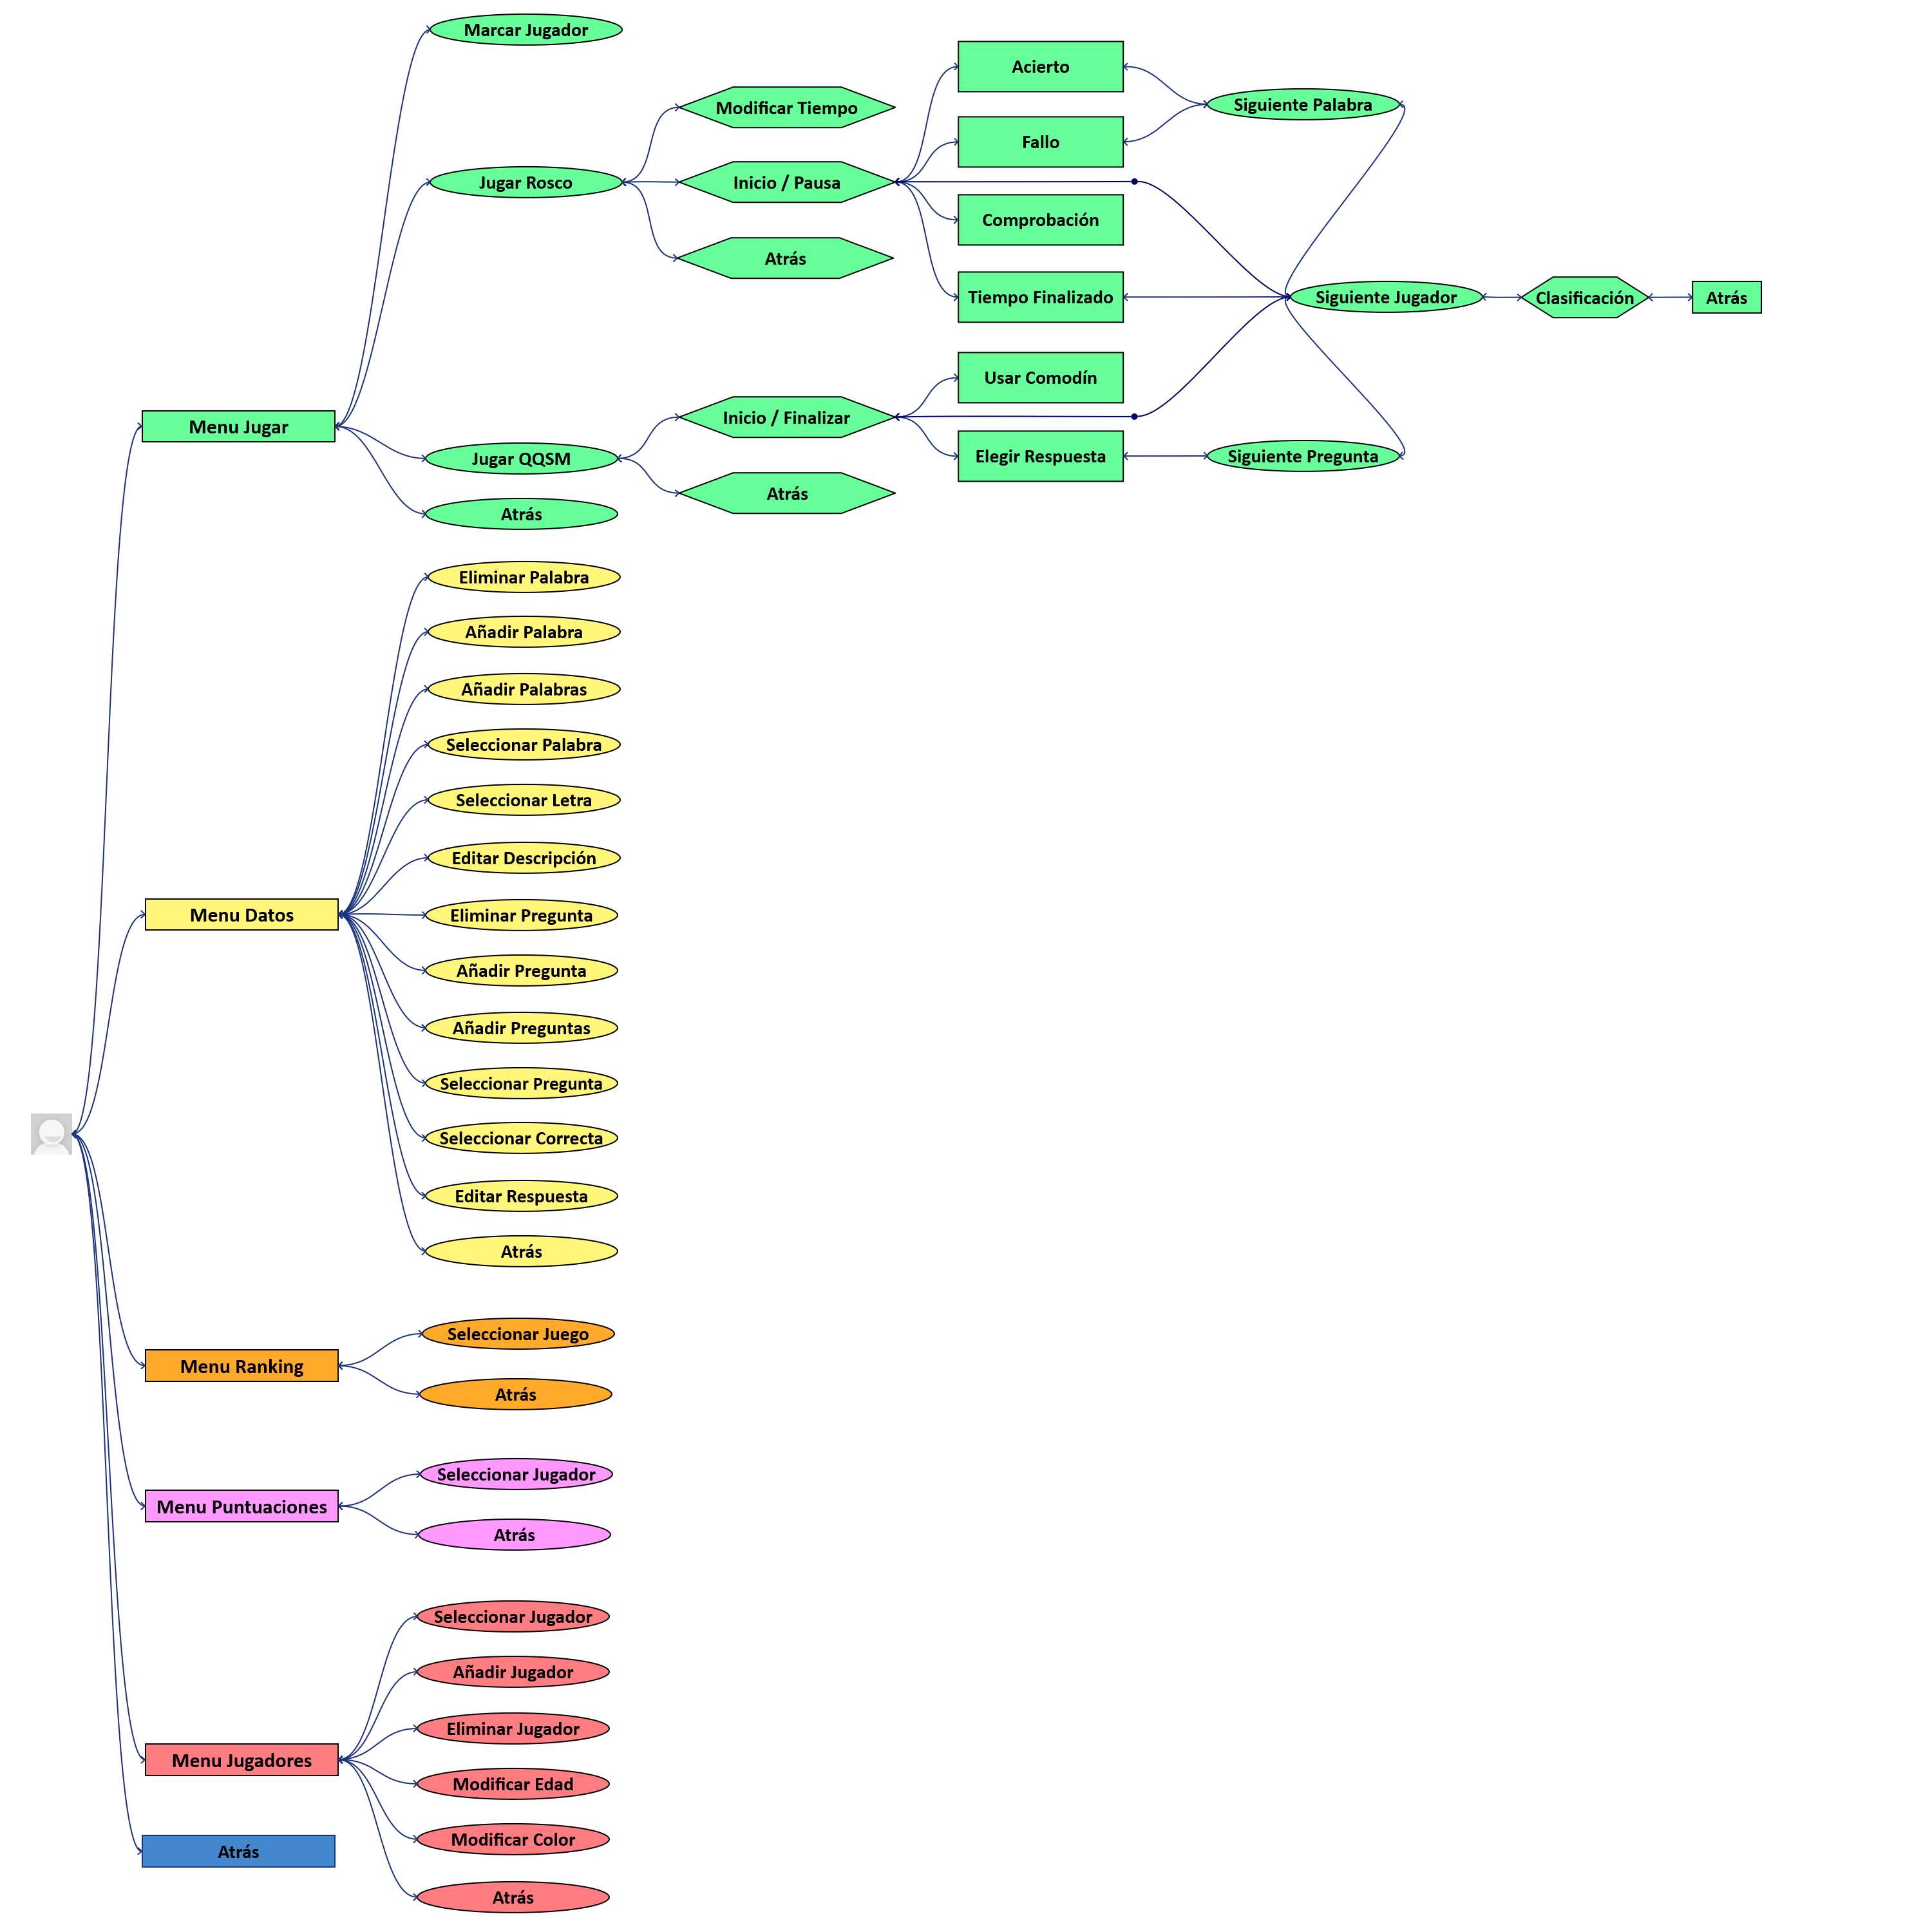 Marcar Jugador
Acierto
Siguiente Palabra
Modificar Tiempo
Fallo
Jugar Rosco
Inicio / Pausa
Comprobación
Atrás
Tiempo Finalizado
Siguiente Jugador
Clasificación
Atrás
Usar Comodín
Menu Jugar
Inicio / Finalizar
Jugar QQSM
Elegir Respuesta
Siguiente Pregunta
Atrás
Atrás
Eliminar Palabra
Añadir Palabra
Añadir Palabras
Seleccionar Palabra
Seleccionar Letra
Editar Descripción
Menu Datos
Eliminar Pregunta
Añadir Pregunta
Añadir Preguntas
Seleccionar Pregunta
Seleccionar Correcta
Editar Respuesta
Atrás
Seleccionar Juego
Menu Ranking
Atrás
Seleccionar Jugador
Menu Puntuaciones
Atrás
Seleccionar Jugador
Añadir Jugador
Eliminar Jugador
Menu Jugadores
Modificar Edad
Modificar Color
Atrás
Atrás